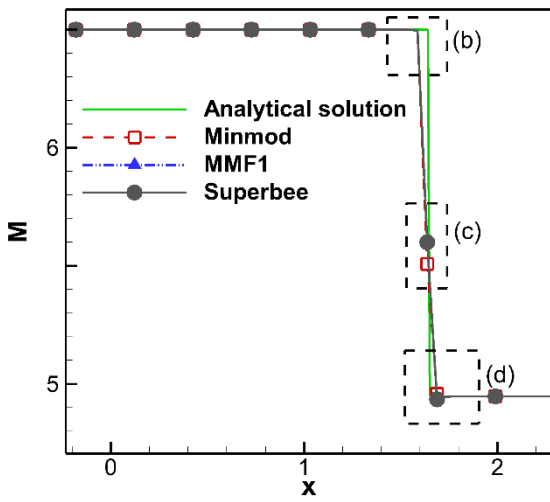 (b)
Analytical solution
Minmod
MMF1
Superbee
(c)
(d)
6
5
M
0
1
2
x